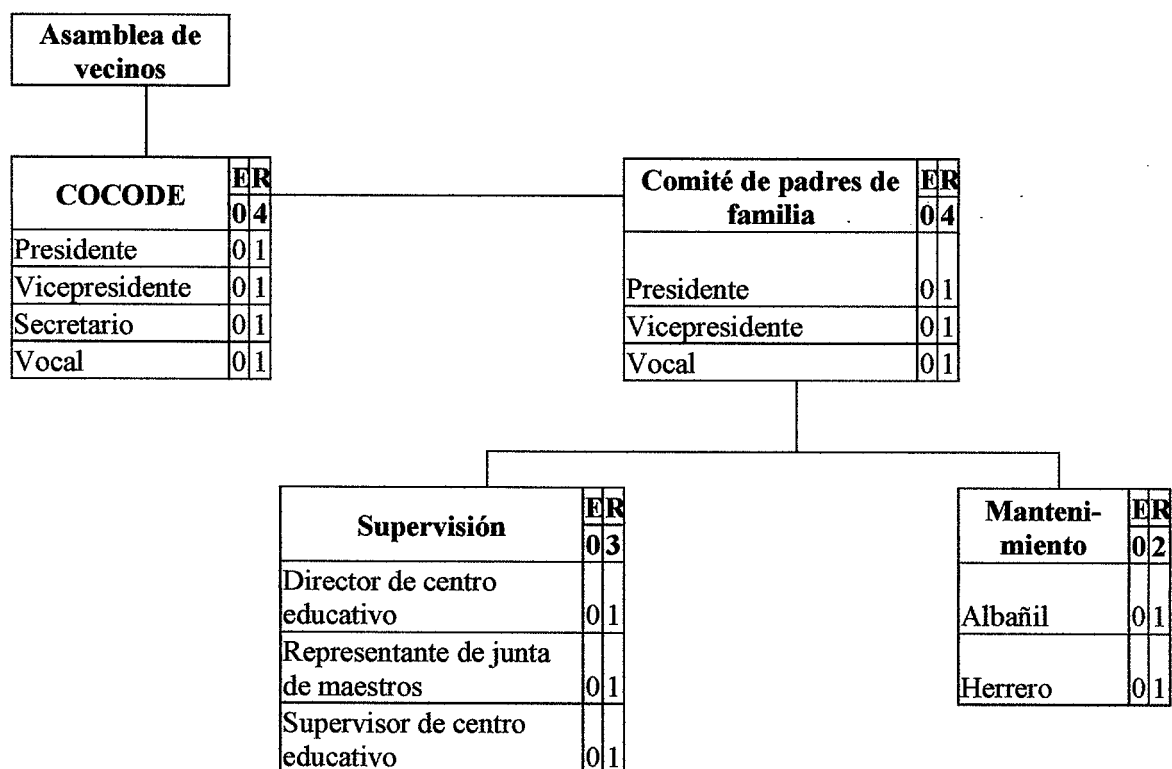 Asamblea de
vecinos
COCODE E R
0 4
Presidente 0 1
Vicepresidente 0 1
Secretario 0 1
Vocal 0 1
Comité de padres de E R
familia 0 4
Presidente 0 1
Vicepresidente 0 1
Vocal 0 1
Supervisión E R
0 3
Director de centro
educativo 0 1
Representante de junta
de maestros 0 1
Supervisor de centro
educativo 0 1
Manteni- E R
miento 0 2
Albañil 0 1
Herrero 0 1